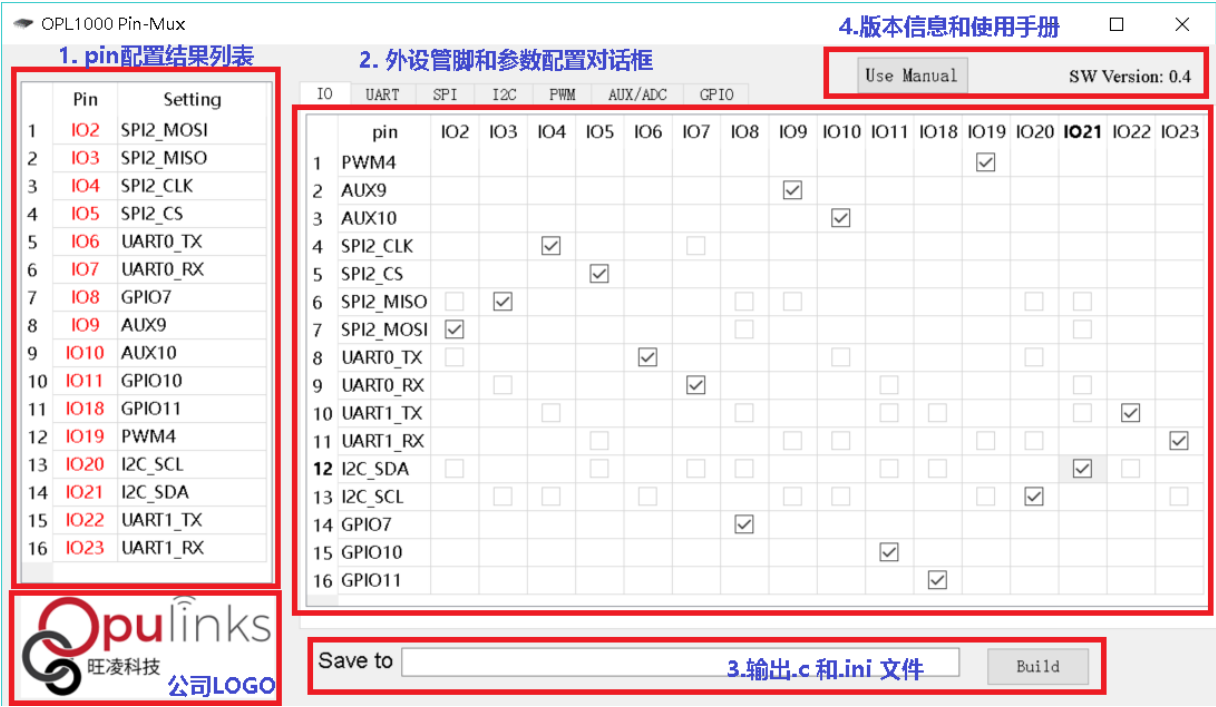 OPL1000 Pin-Mux
4.版本信息和使用手册
1. pin配置结果列表
2. 外设管脚和参数配置对话框
Use Manual
SW Version: 0.4
IO UART SPI I2C PWM AUX/ADC GPIO
Pin Setting
1 IO2 SPI2_MOSI
2 IO3 SPI2_MISO
3 IO4 SPI2_CLK
4 IO5 SPI2_CS
5 IO6 UART0_TX
6 IO7 UART0_RX
7 IO8 GPIO7
8 IO9 AUX9
9 IO10 AUX10
10 IO11 GPIO10
11 IO18 GPIO11
12 IO19 PWM4
13 IO20 I2C_SCL
14 IO21 I2C_SDA
15 IO22 UART1_TX
16 IO23 UART1_RX
pin IO2 IO3 IO4 IO5 IO6 IO7 IO8 IO9 IO10 IO11 IO18 IO19 IO20 IO21 IO22 IO23
1 PWM4
2 AUX9
3 AUX10
4 SPI2_CLK
5 SPI2_CS
6 SPI2_MISO
7 SPI2_MOSI
8 UART0_TX
9 UART0_RX
10 UART1_TX
11 UART1_RX
12 I2C_SDA
13 I2C_SCL
14 GPIO7
15 GPIO10
16 GPIO11
Opulinks
旺凌科技
公司LOGO
Save to
3.输出.c 和.ini 文件
Build